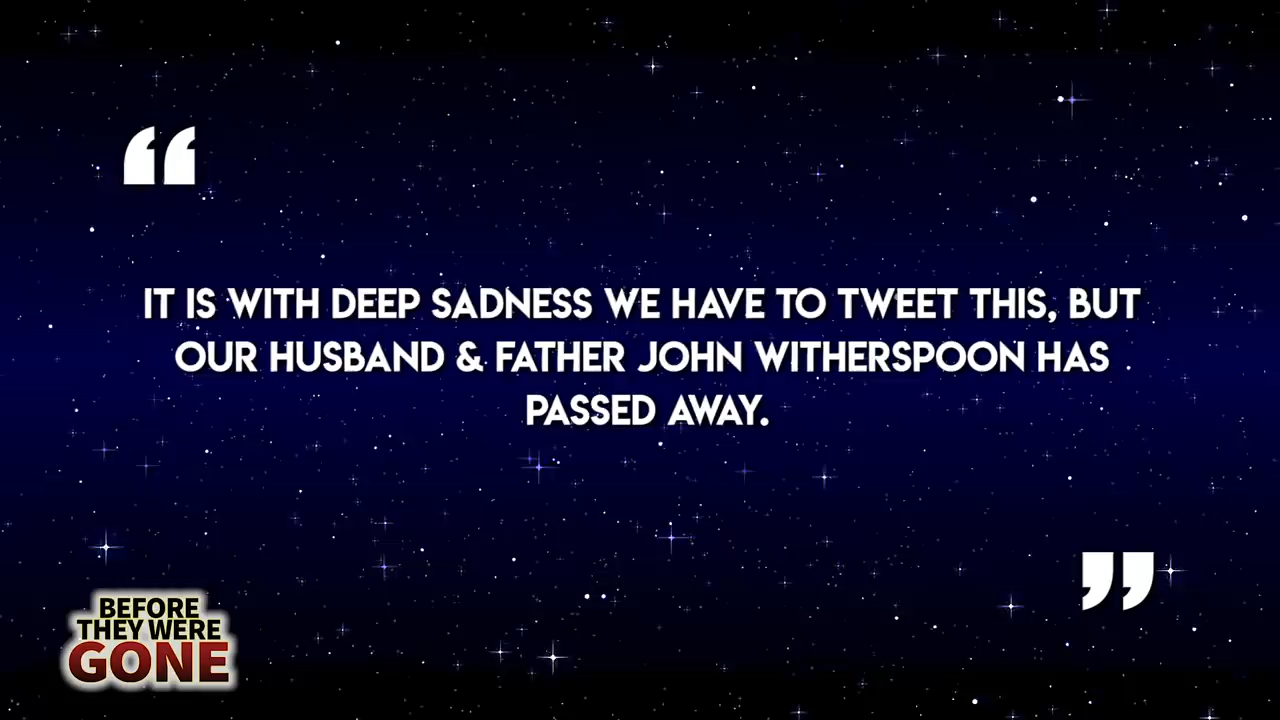 “
IT IS WITH DEEP SADNESS WE HAVE TO TWEET THIS, BUT
OUR HUSBAND & FATHER JOHN WITHERSPOON HAS
PASSED AWAY.
”
BEFORE
THEY WERE
GONE